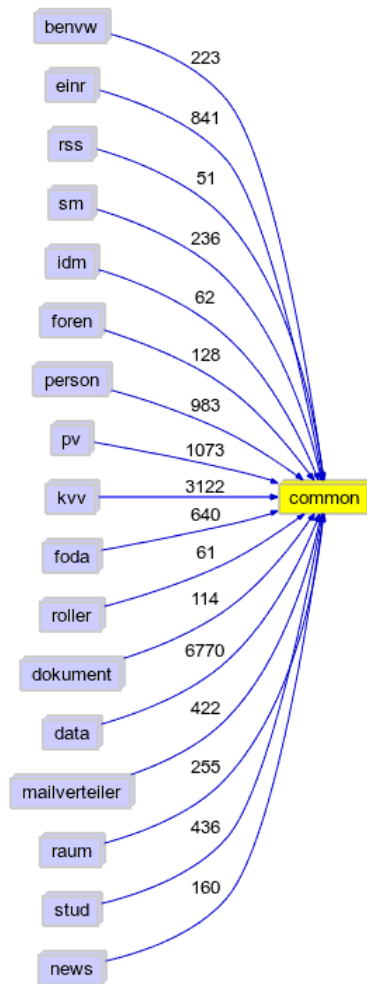 benvw
223
einr
841
rss
51
sm
236
idm
62
foren
128
person
983
pv
1073
kvv
3122
common
foda
640
roller
61
dokument
114
data
6770
mailverteiler
422
raum
255
stud
436
news
160